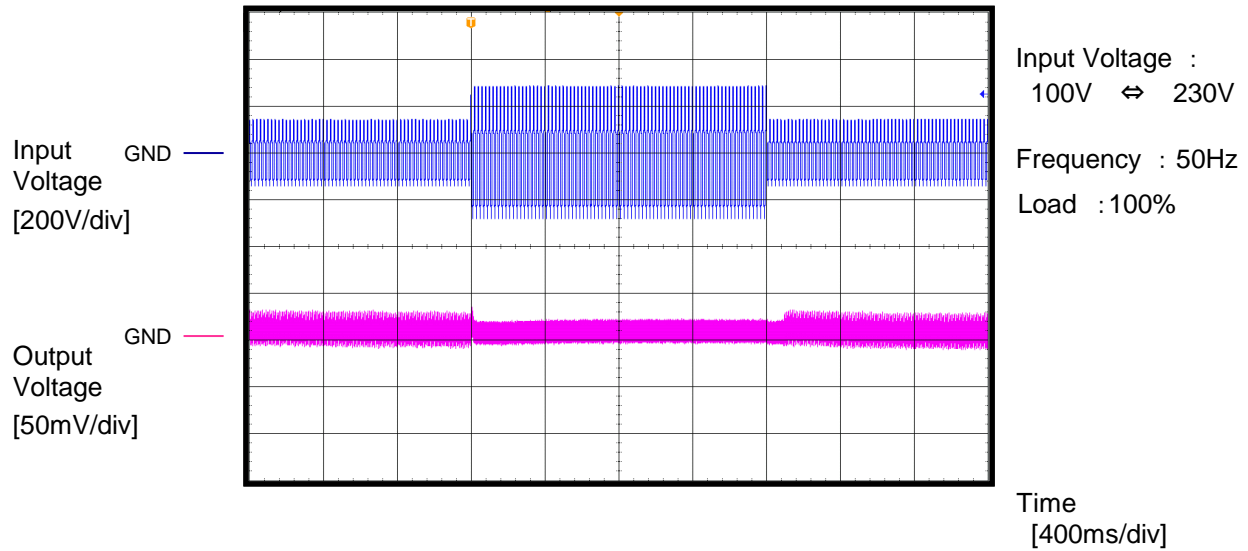 T
Input Voltage :
100V ⇔ 230V
Input
Voltage
[200V/div]
GND
Frequency : 50Hz
Load :100%
GND
Output
Voltage
[50mV/div]
Time
[400ms/div]